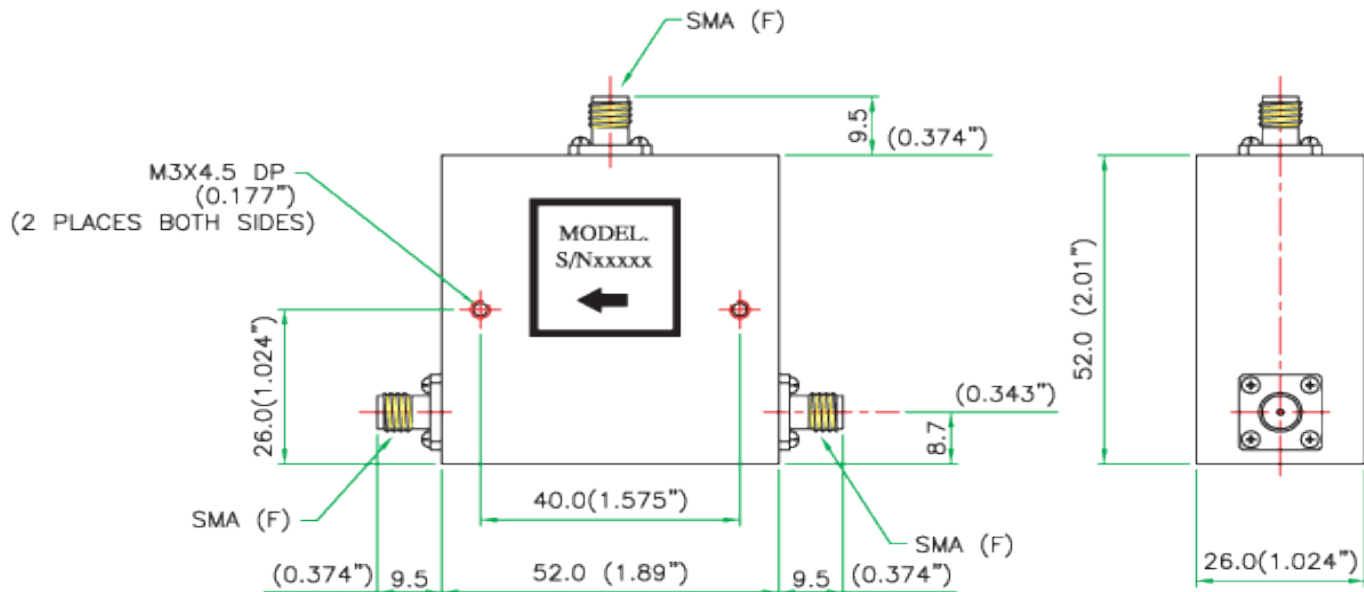 SMA (F)
9.5
(0.374")
M3X4.5 DP
(0.177")
(2 PLACES BOTH SIDES)
MODEL.
S/Nxxxxx
26.0(1.024")
52.0 (2.01")
(0.343")
8.7
40.0(1.575")
SMA (F)
SMA (F)
(0.374") 9.5
52.0 (1.89")
9.5 (0.374")
26.0(1.024")